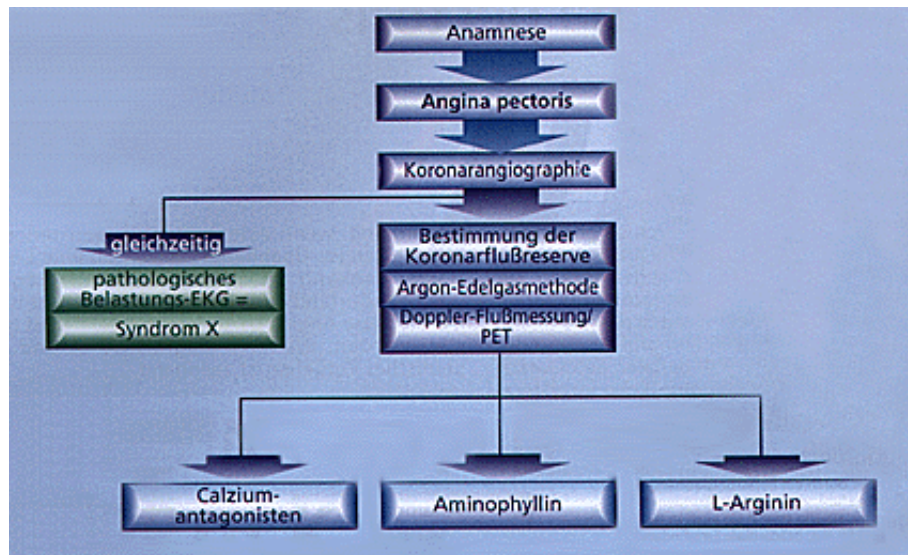 Anamnese
Angina pectoris
Koronarangiographie
gleichzeitig
pathologisches
Belastungs-EKG =
Syndrom X
Bestimmung der
Koronarflußreserve
Argon-Edelgasmethode
Doppler-Flußmessung/
PET
Calzium-
antagonisten
Aminophyllin
L-Arginin